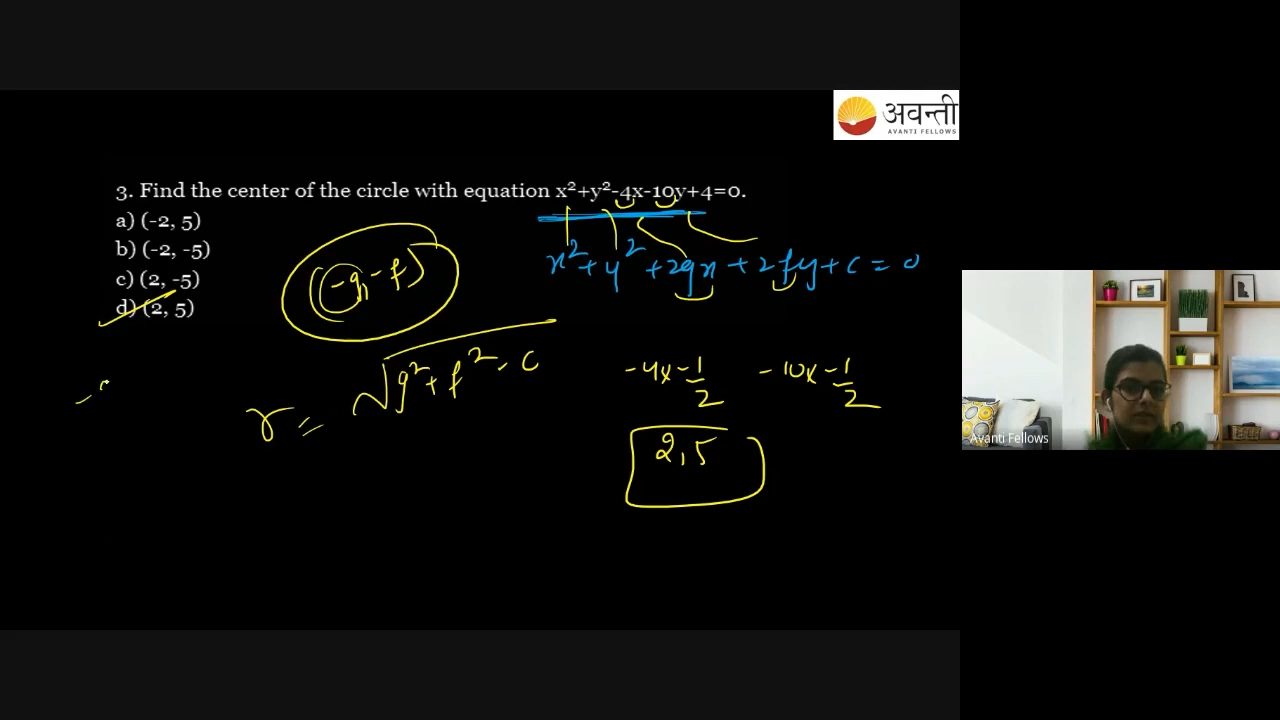 अवन्ती
AVANTI FELLOWS
3. Find the center of the circle with equation x²+y²-4x-10y+4=0.
a) (-2, 5)
b) (-2, -5)
c) (2, -5)
d) (2, 5)
x² + y² + 2gx + 2fy + c = 0
(-g, -f)
r = √g² + f² - c
-4x-1/2 -10x-1/2
2, 5
Avanti Fellows